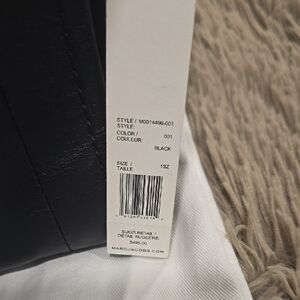 STYLE / M0014496-001
STYLE:
COLOR / 001
COULEUR:
BLACK
SIZE / 1SZ
TAILLE:
SUGG RETAIL /
DETAIL SUGGERE:
$495.00
MARCJACOBS.COM